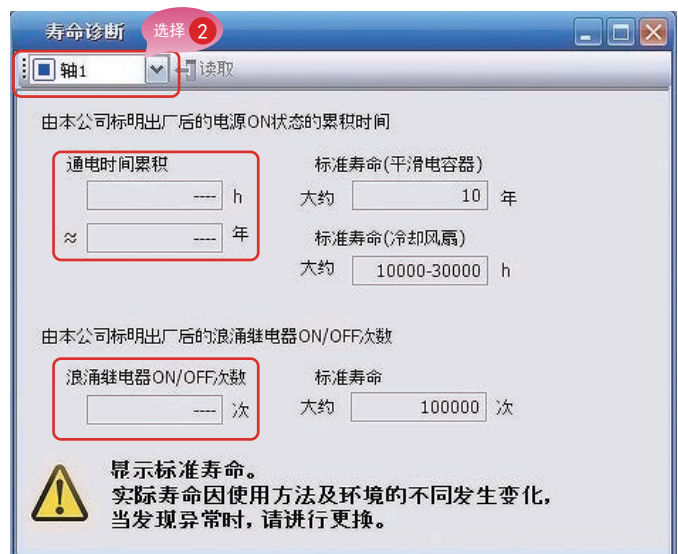 寿命诊断
选择 2
轴1 读取
由本公司标明出厂后的电源ON状态的累积时间
通电时间累积 标准寿命(平滑电容器)
---- h 大约 10 年
≈ ---- 年 标准寿命(冷却风扇)
大约 10000-30000 h
由本公司标明出厂后的浪涌继电器ON/OFF次数
浪涌继电器ON/OFF次数 标准寿命
---- 次 大约 100000 次
显示标准寿命。
实际寿命因使用方法及环境的不同发生变化，
当发现异常时，请进行更换。